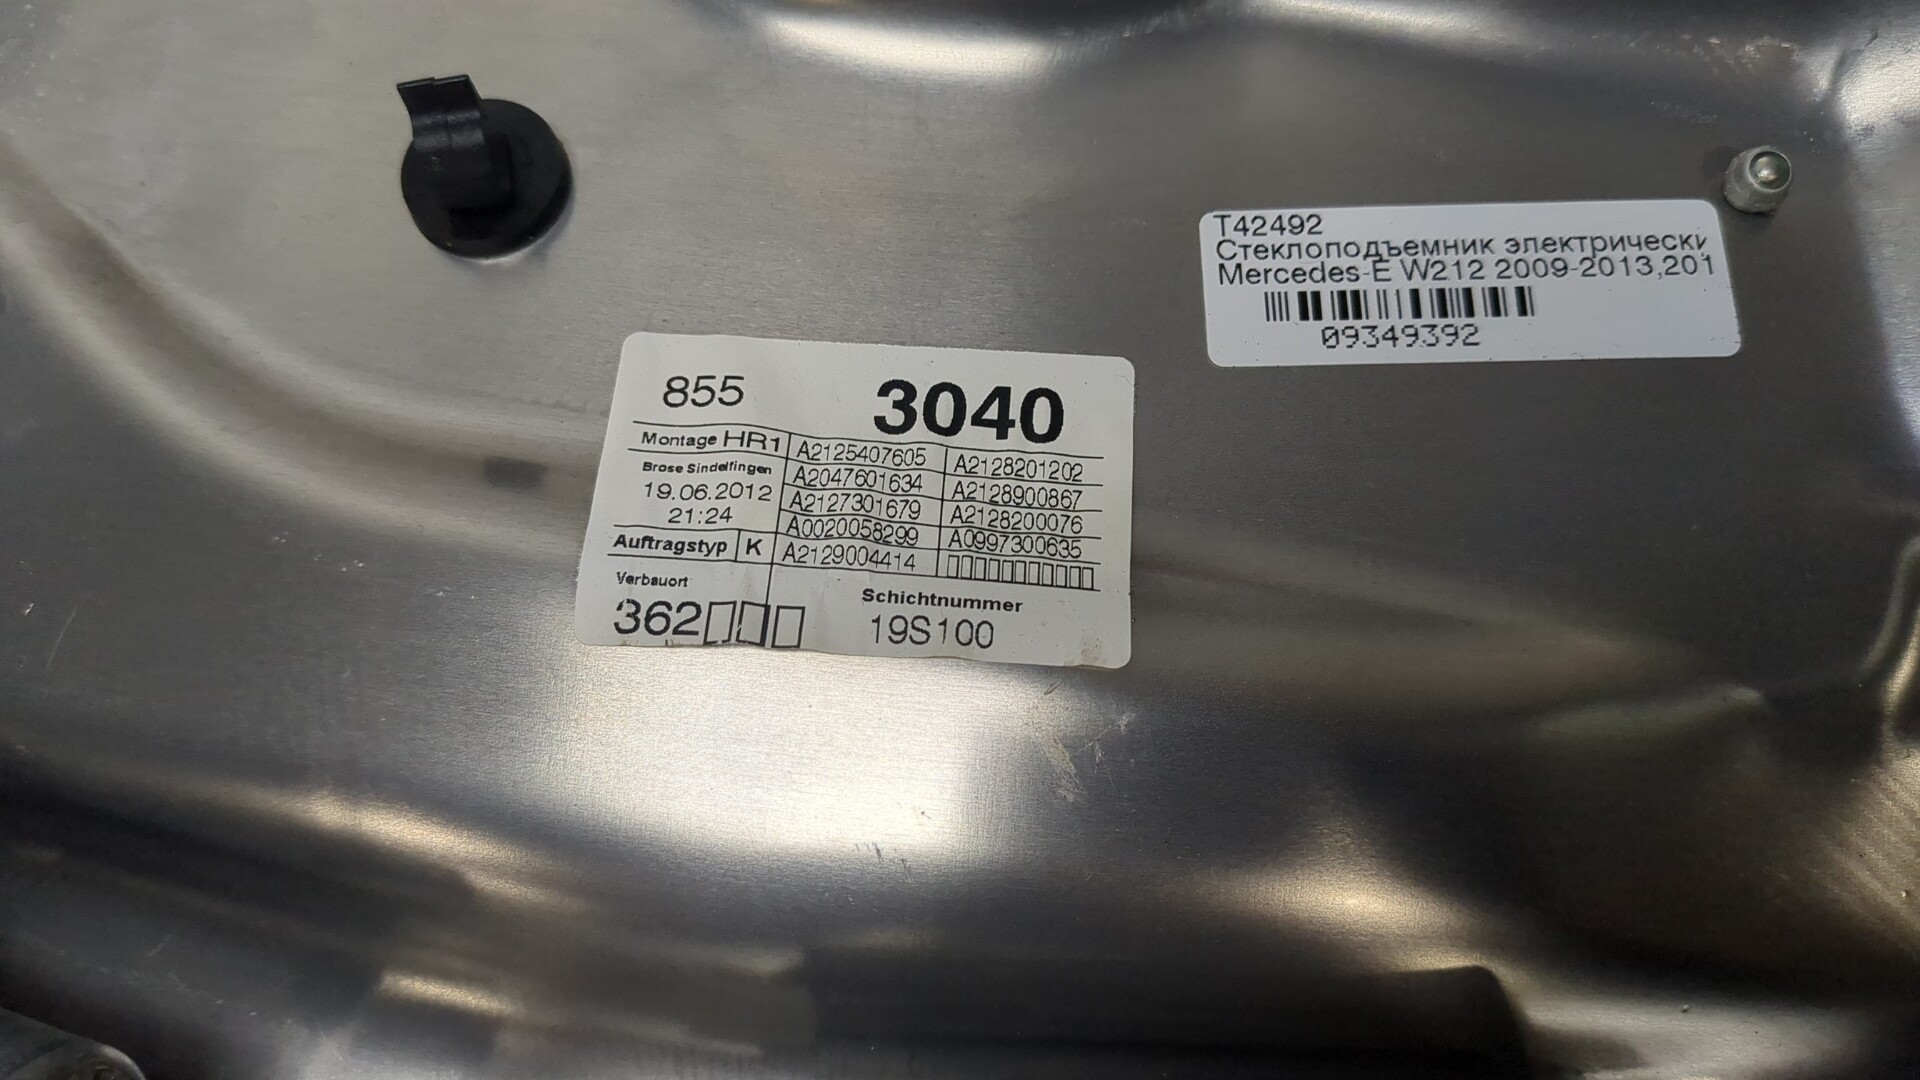 T42492
Стеклоподъемник электрически
Mercedes-E W212 2009-2013,201
09349392
855 3040
Montage HR1 A2125407605 A2128201202
Brose Sindelfingen A2047601634 A2128900867
19.06.2012 A2127301679 A2128200076
21:24 A0020058299 A0997300635
Auftragstyp K A2129004414
Verbauort Schichtnummer
362 19S100